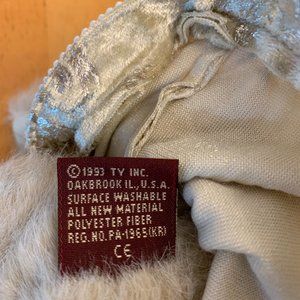 ©1993 TY INC.
OAKBROOK IL, U.S.A.
SURFACE WASHABLE
ALL NEW MATERIAL
POLYESTER FIBER
REG. NO. PA-1965(KR)
CE